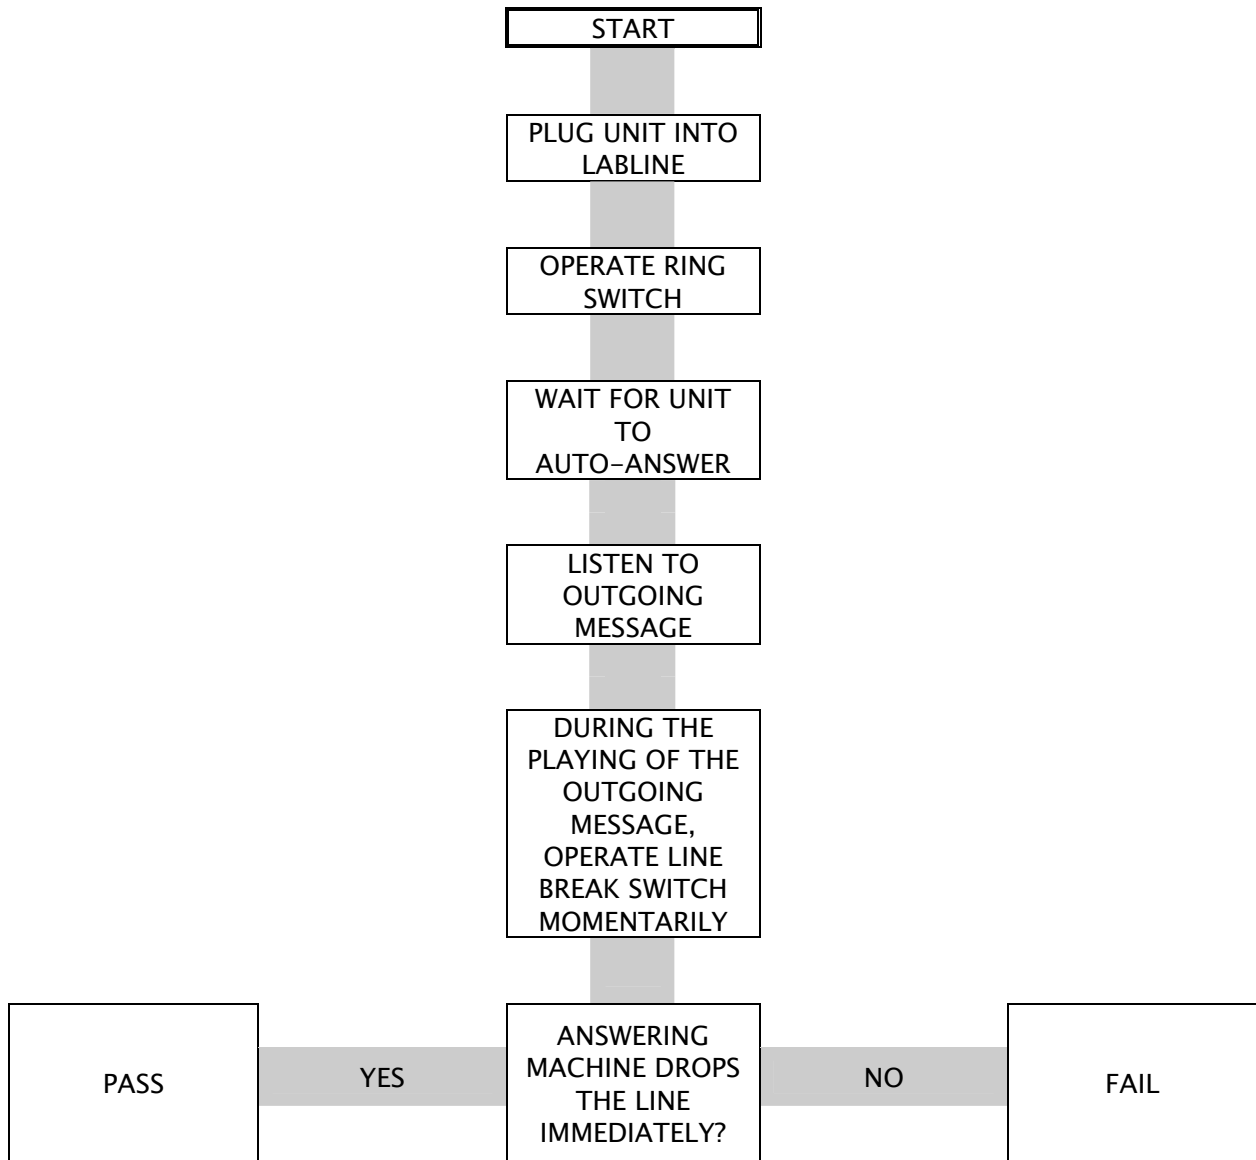 START
PLUG UNIT INTO
LABLINE
OPERATE RING
SWITCH
WAIT FOR UNIT
TO
AUTO-ANSWER
LISTEN TO
OUTGOING
MESSAGE
DURING THE
PLAYING OF THE
OUTGOING
MESSAGE,
OPERATE LINE
BREAK SWITCH
MOMENTARILY
PASS
YES
ANSWERING
MACHINE DROPS
THE LINE
IMMEDIATELY?
NO
FAIL